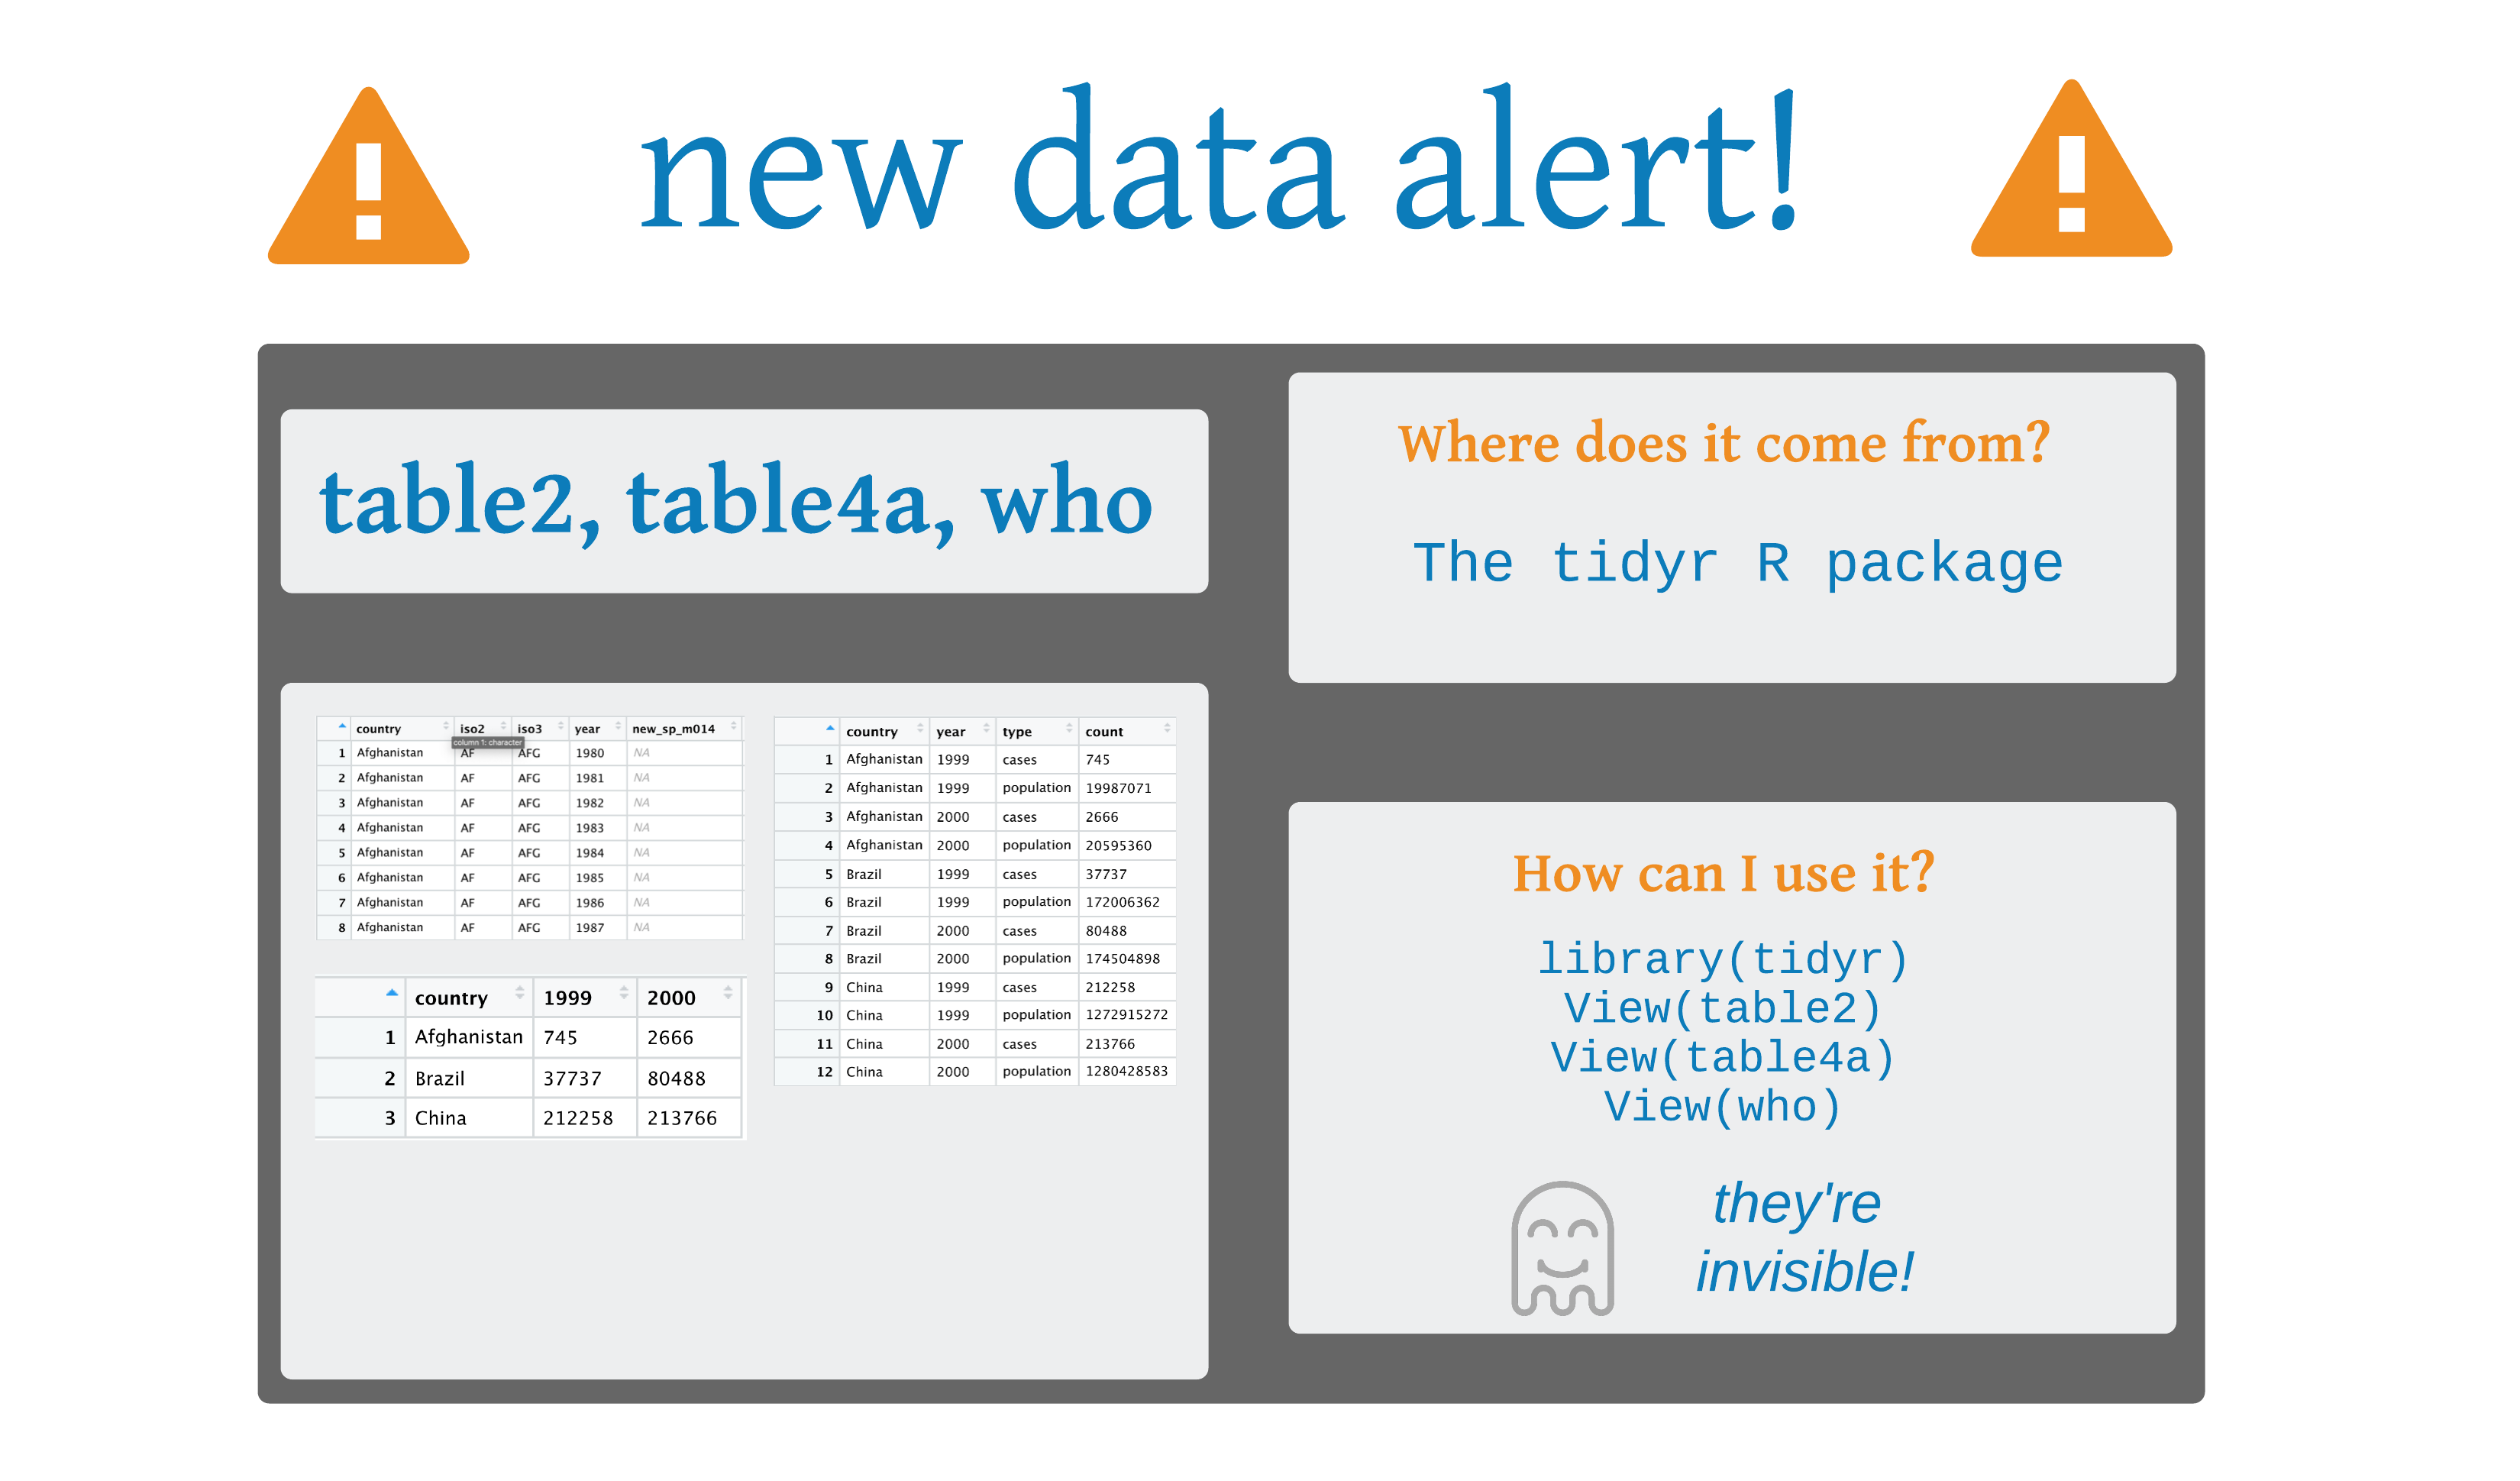 new data alert!
table2, table4a, who
country iso2 iso3 year new_sp_m014
column 1: character
1 Afghanistan AF AFG 1980 NA
2 Afghanistan AF AFG 1981 NA
3 Afghanistan AF AFG 1982 NA
4 Afghanistan AF AFG 1983 NA
5 Afghanistan AF AFG 1984 NA
6 Afghanistan AF AFG 1985 NA
7 Afghanistan AF AFG 1986 NA
8 Afghanistan AF AFG 1987 NA
country 1999 2000
1 Afghanistan 745 2666
2 Brazil 37737 80488
3 China 212258 213766
country year type count
1 Afghanistan 1999 cases 745
2 Afghanistan 1999 population 19987071
3 Afghanistan 2000 cases 2666
4 Afghanistan 2000 population 20595360
5 Brazil 1999 cases 37737
6 Brazil 1999 population 172006362
7 Brazil 2000 cases 80488
8 Brazil 2000 population 174504898
9 China 1999 cases 212258
10 China 1999 population 1272915272
11 China 2000 cases 213766
12 China 2000 population 1280428583
Where does it come from?
The tidyr R package
How can I use it?
library(tidyr)
View(table2)
View(table4a)
View(who)
they're
invisible!